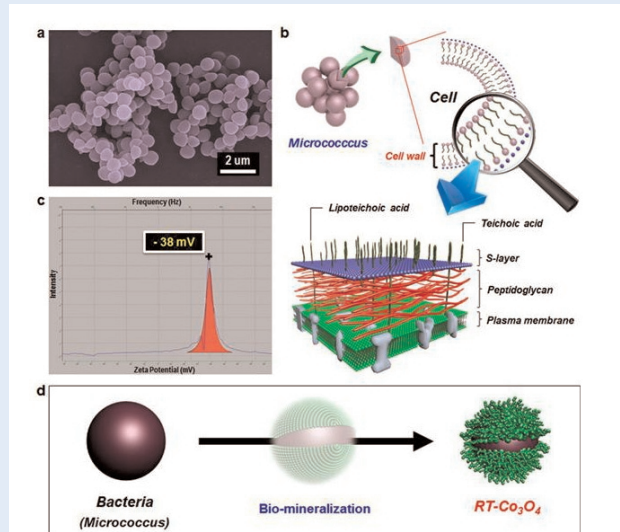 a
2 um
b
Micrococccus
Cell
Cell wall
c
Frequency (Hz)
- 38 mV
Intensity
Zeta Potential (mV)
Lipoteichoic acid
Teichoic acid
S-layer
Peptidoglycan
Plasma membrane
d
Bacteria
(Micrococcus)
Bio-mineralization
RT-Co₃O₄